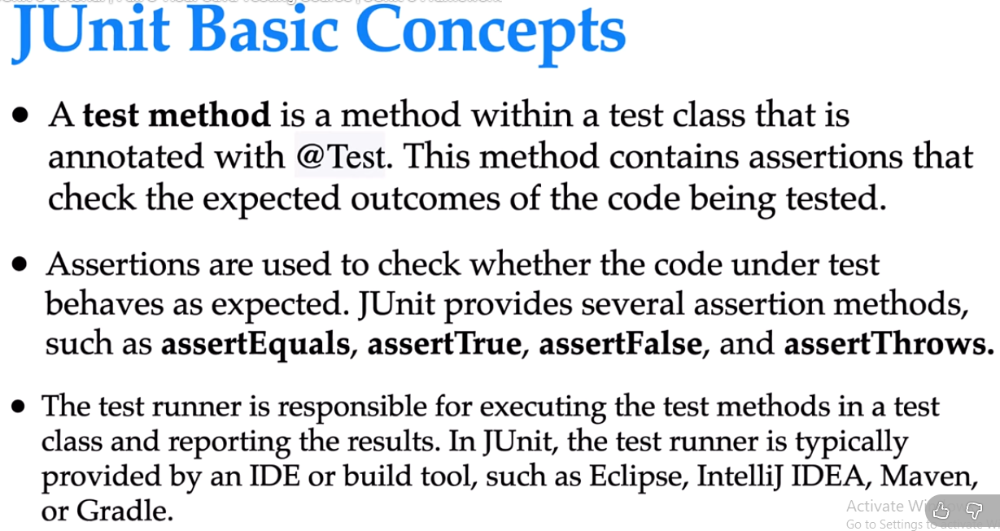 JUnit Basic Concepts
• A test method is a method within a test class that is
annotated with @Test. This method contains assertions that
check the expected outcomes of the code being tested.
• Assertions are used to check whether the code under test
behaves as expected. JUnit provides several assertion methods,
such as assertEquals, assertTrue, assertFalse, and assertThrows.
• The test runner is responsible for executing the test methods in a test
class and reporting the results. In JUnit, the test runner is typically
provided by an IDE or build tool, such as Eclipse, IntelliJ IDEA, Maven,
or Gradle.
Activate
Go to Settings to